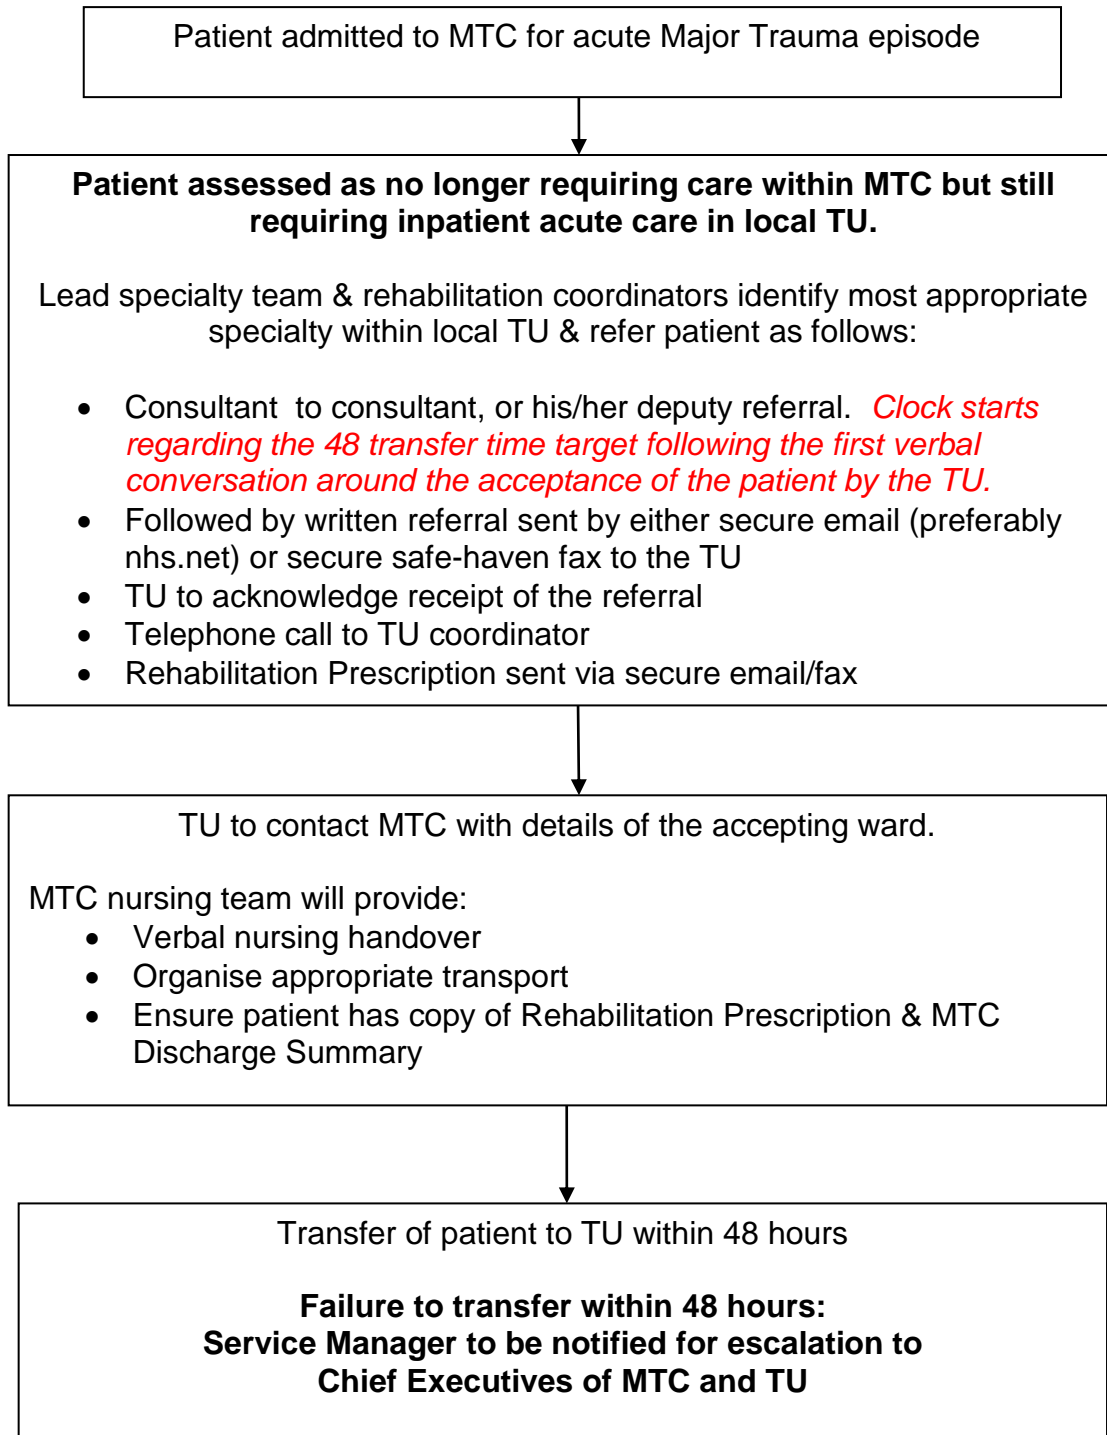 Patient admitted to MTC for acute Major Trauma episode
Patient assessed as no longer requiring care within MTC but still
requiring inpatient acute care in local TU.
Lead specialty team & rehabilitation coordinators identify most appropriate
specialty within local TU & refer patient as follows:
• Consultant  to consultant, or his/her deputy referral.  Clock starts
regarding the 48 transfer time target following the first verbal
conversation around the acceptance of the patient by the TU.
• Followed by written referral sent by either secure email (preferably
nhs.net) or secure safe-haven fax to the TU
• TU to acknowledge receipt of the referral
• Telephone call to TU coordinator
• Rehabilitation Prescription sent via secure email/fax
TU to contact MTC with details of the accepting ward.
MTC nursing team will provide:
• Verbal nursing handover
• Organise appropriate transport
• Ensure patient has copy of Rehabilitation Prescription & MTC
Discharge Summary
Transfer of patient to TU within 48 hours
Failure to transfer within 48 hours:
Service Manager to be notified for escalation to
Chief Executives of MTC and TU